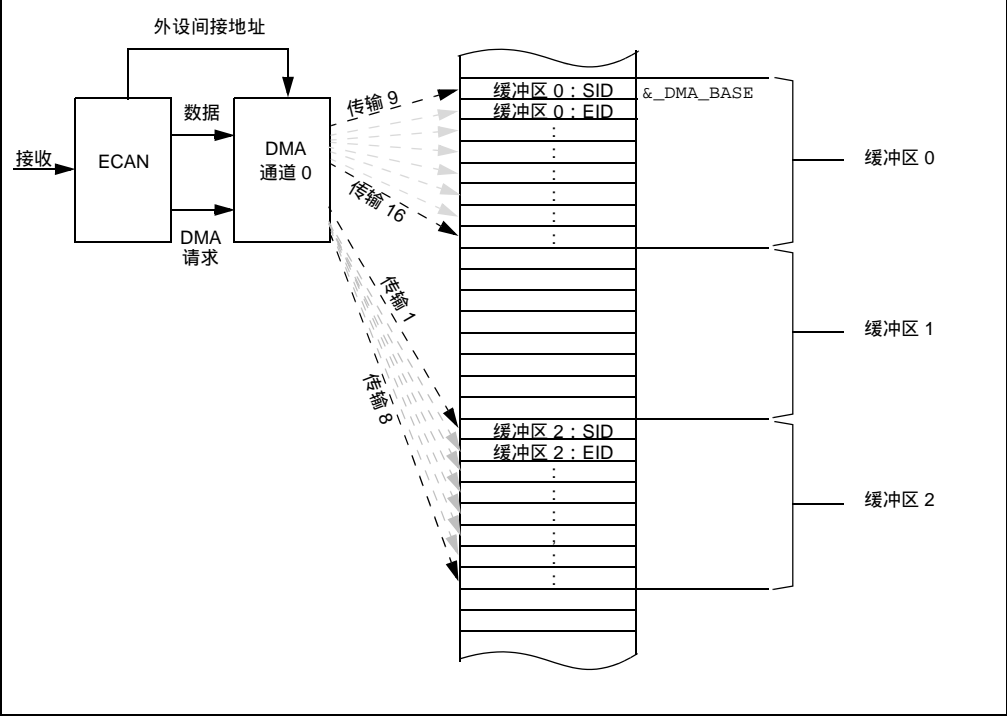 外设间接地址
接收
ECAN
数据
DMA
请求
DMA
通道 0
传输 9
传输 16
传输 1
传输 8
缓冲区 0：SID
缓冲区 0：EID
&_DMA_BASE
缓冲区 0
缓冲区 1
缓冲区 2：SID
缓冲区 2：EID
缓冲区 2